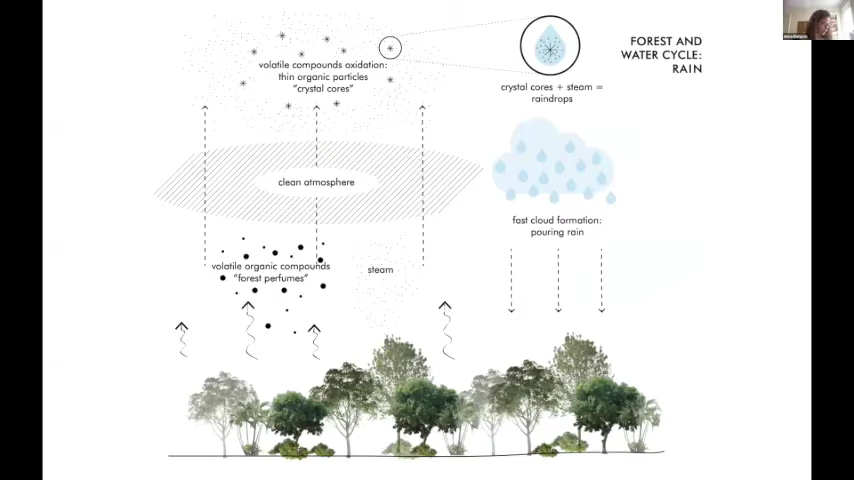 FOREST AND
WATER CYCLE:
RAIN
volatile compounds oxidation:
thin organic particles
“crystal cores”
crystal cores + steam =
raindrops
clean atmosphere
fast cloud formation:
pouring rain
volatile organic compounds
“forest perfumes”
steam